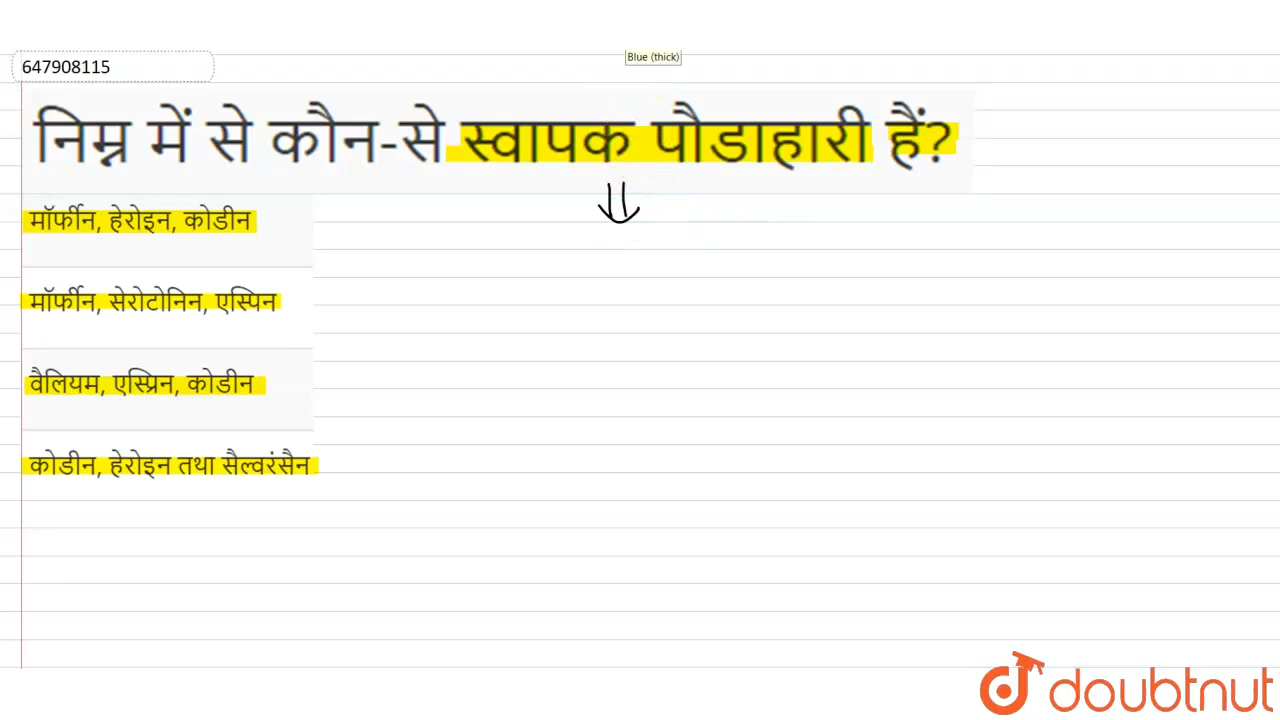 Blue (thick)
647908115
निम्न में से कौन-से स्वापक पौडाहारी हैं?
मॉर्फीन, हेरोइन, कोडीन
मॉर्फीन, सेरोटोनिन, एस्पिन
वैलियम, एस्प्रिन, कोडीन
कोडीन, हेरोइन तथा सैल्वरंसैन
doubtnut